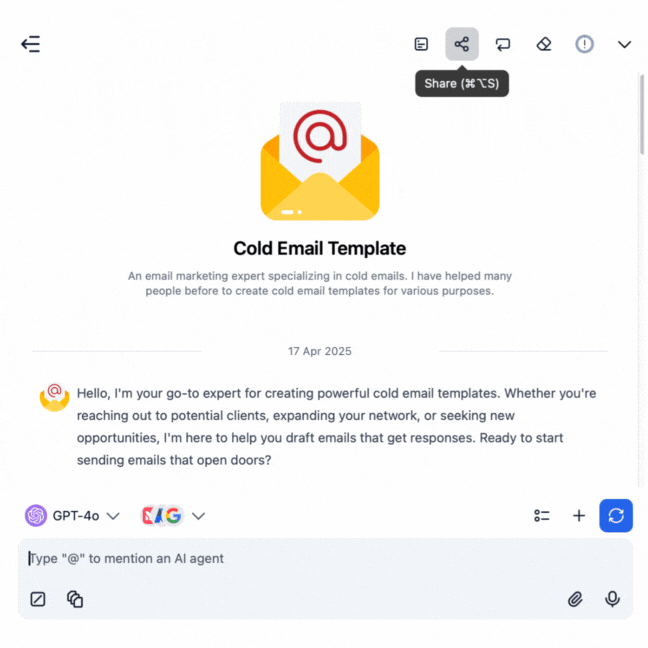 Share (⌘⌥S)
@
Cold Email Template
An email marketing expert specializing in cold emails. I have helped many
people before to create cold email templates for various purposes.
17 Apr 2025
@
Hello, I'm your go-to expert for creating powerful cold email templates. Whether you're
reaching out to potential clients, expanding your network, or seeking new
opportunities, I'm here to help you draft emails that get responses. Ready to start
sending emails that open doors?
GPT-4o
Type "@" to mention an AI agent